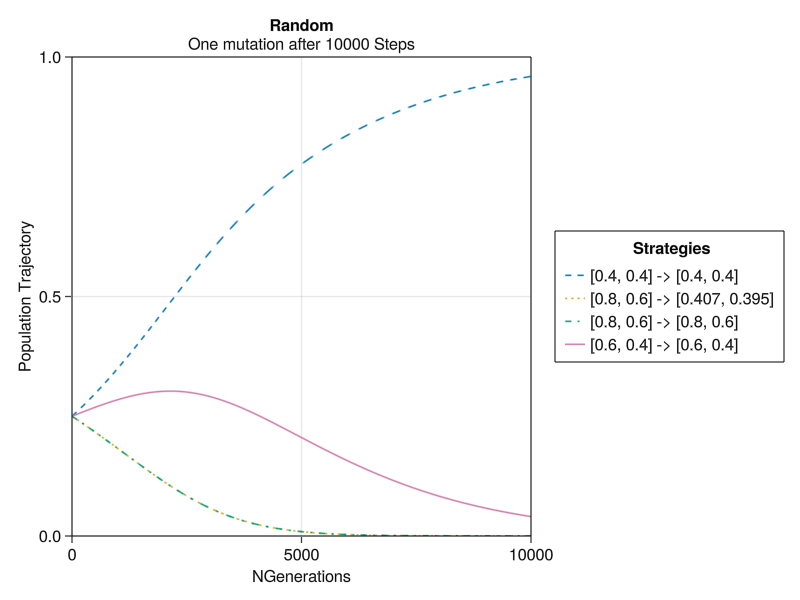 Random
One mutation after 10000 Steps
1.0
0.5
0.0
Population Trajectory
0
5000
10000
NGenerations
Strategies
[0.4, 0.4] -> [0.4, 0.4]
[0.8, 0.6] -> [0.407, 0.395]
[0.8, 0.6] -> [0.8, 0.6]
[0.6, 0.4] -> [0.6, 0.4]